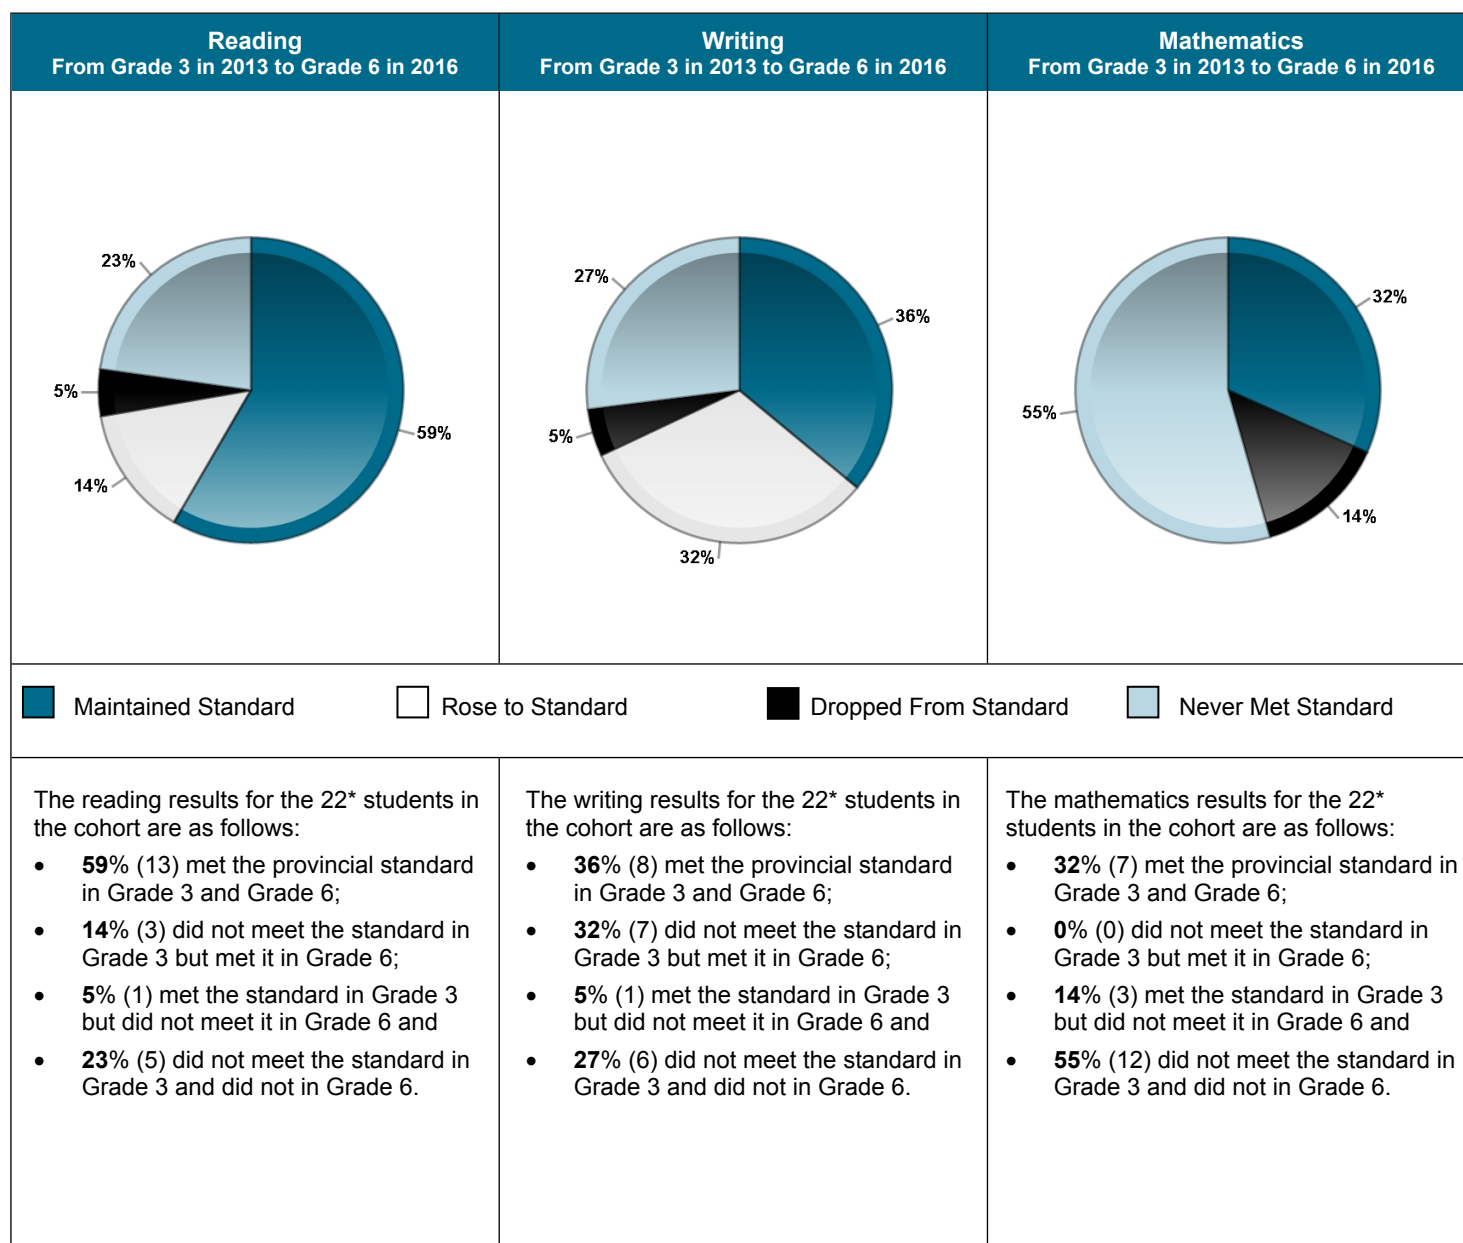 Reading
From Grade 3 in 2013 to Grade 6 in 2016
Writing
From Grade 3 in 2013 to Grade 6 in 2016
Mathematics
From Grade 3 in 2013 to Grade 6 in 2016
23%
5%
14%
59%
27%
5%
32%
36%
55%
32%
14%
Maintained Standard
Rose to Standard
Dropped From Standard
Never Met Standard
The reading results for the 22* students in
the cohort are as follows:
• 59% (13) met the provincial standard
in Grade 3 and Grade 6;
• 14% (3) did not meet the standard in
Grade 3 but met it in Grade 6;
• 5% (1) met the standard in Grade 3
but did not meet it in Grade 6 and
• 23% (5) did not meet the standard in
Grade 3 and did not in Grade 6.
The writing results for the 22* students in
the cohort are as follows:
• 36% (8) met the provincial standard
in Grade 3 and Grade 6;
• 32% (7) did not meet the standard in
Grade 3 but met it in Grade 6;
• 5% (1) met the standard in Grade 3
but did not meet it in Grade 6 and
• 27% (6) did not meet the standard in
Grade 3 and did not in Grade 6.
The mathematics results for the 22*
students in the cohort are as follows:
• 32% (7) met the provincial standard in
Grade 3 and Grade 6;
• 0% (0) did not meet the standard in
Grade 3 but met it in Grade 6;
• 14% (3) met the standard in Grade 3
but did not meet it in Grade 6 and
• 55% (12) did not meet the standard in
Grade 3 and did not in Grade 6.